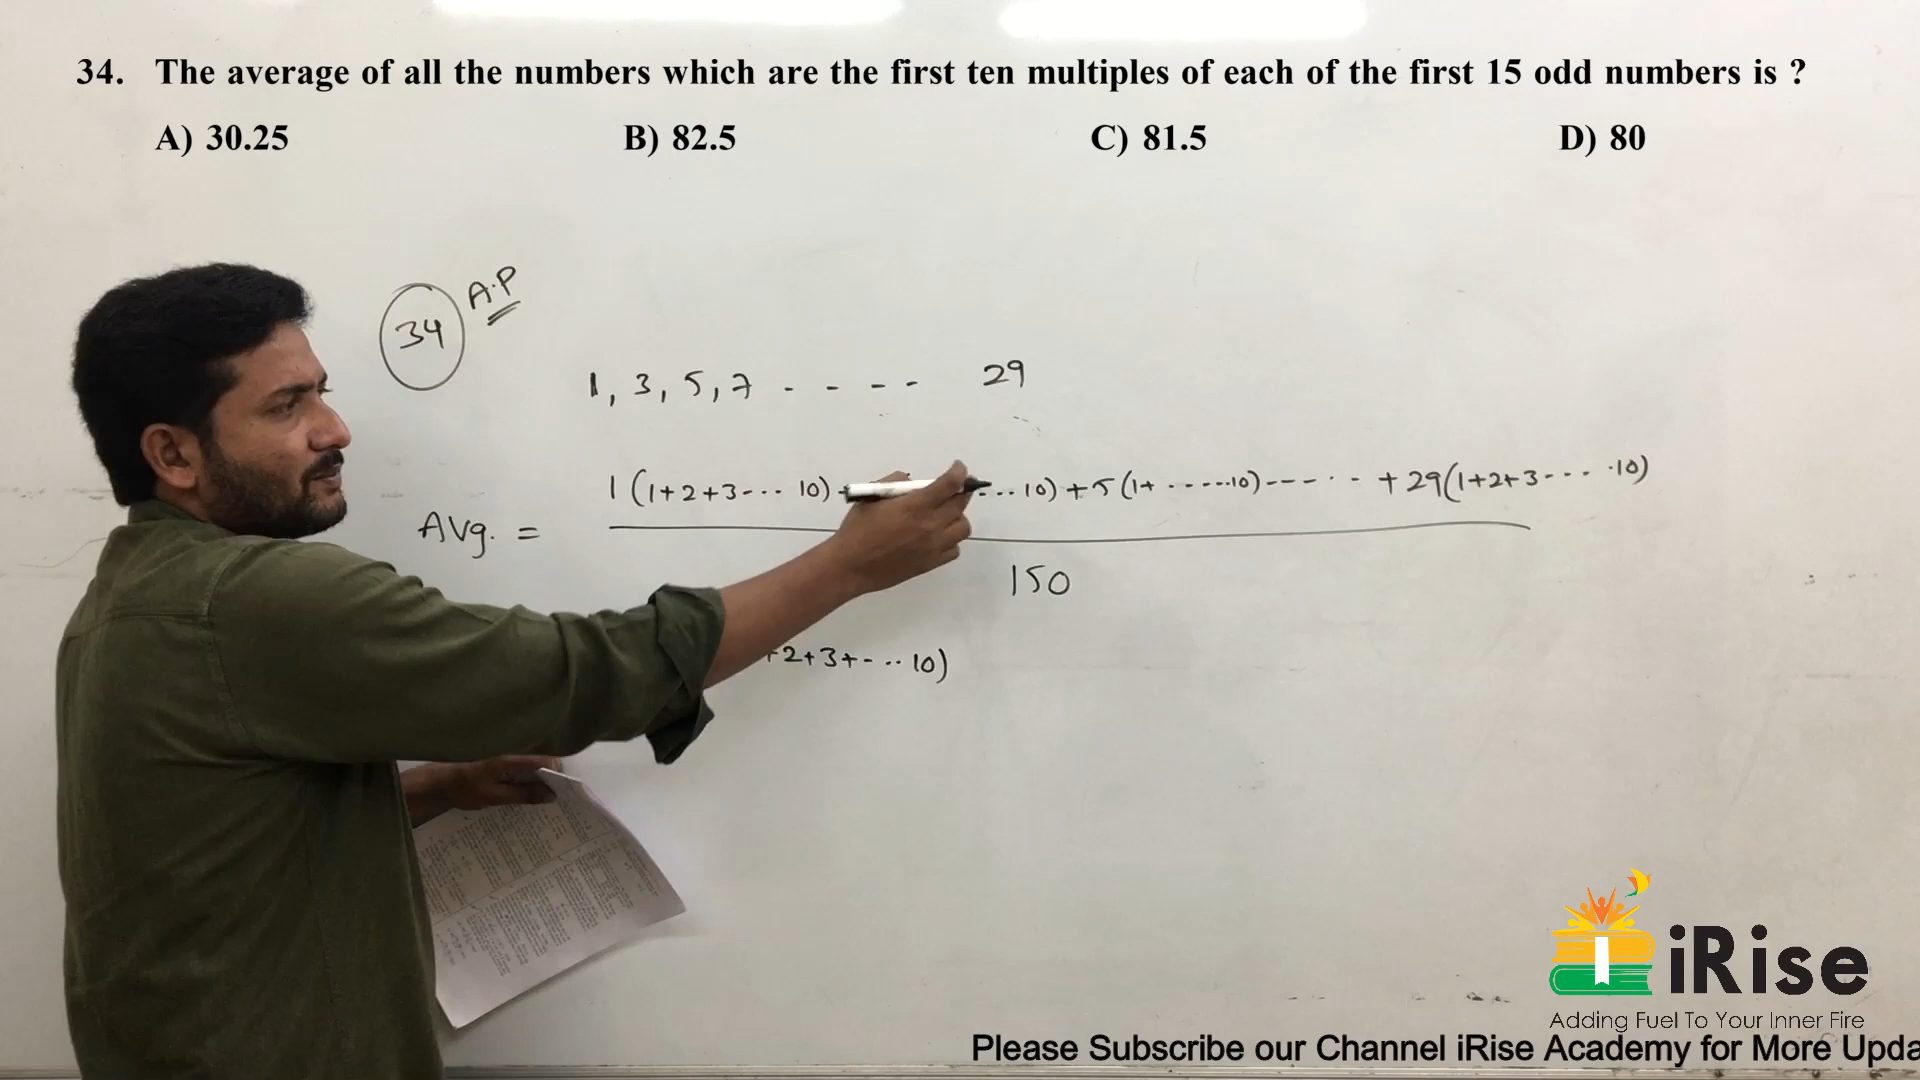 34. The average of all the numbers which are the first ten multiples of each of the first 15 odd numbers is ?
A) 30.25 B) 82.5 C) 81.5 D) 80
34 A.P
1, 3, 5, 7 - - - - 29
Avg. = 1(1+2+3--- 10) + ...10) + 5(1+ -----10) ------ + 29(1+2+3---- 10)
150
+2+3+--.. 10)
iRise
Adding Fuel To Your Inner Fire
Please Subscribe our Channel iRise Academy for More Upda